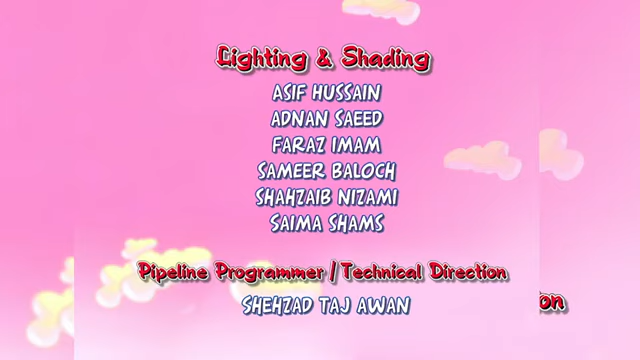 Lighting & Shading
ASIF HUSSAIN
ADNAN SAEED
FARAZ IMAM
SAMEER BALOCH
SHAHZAIB NIZAMI
SAIMA SHAMS
Pipeline Programmer / Technical Direction
SHEHZAD TAJ AWAN